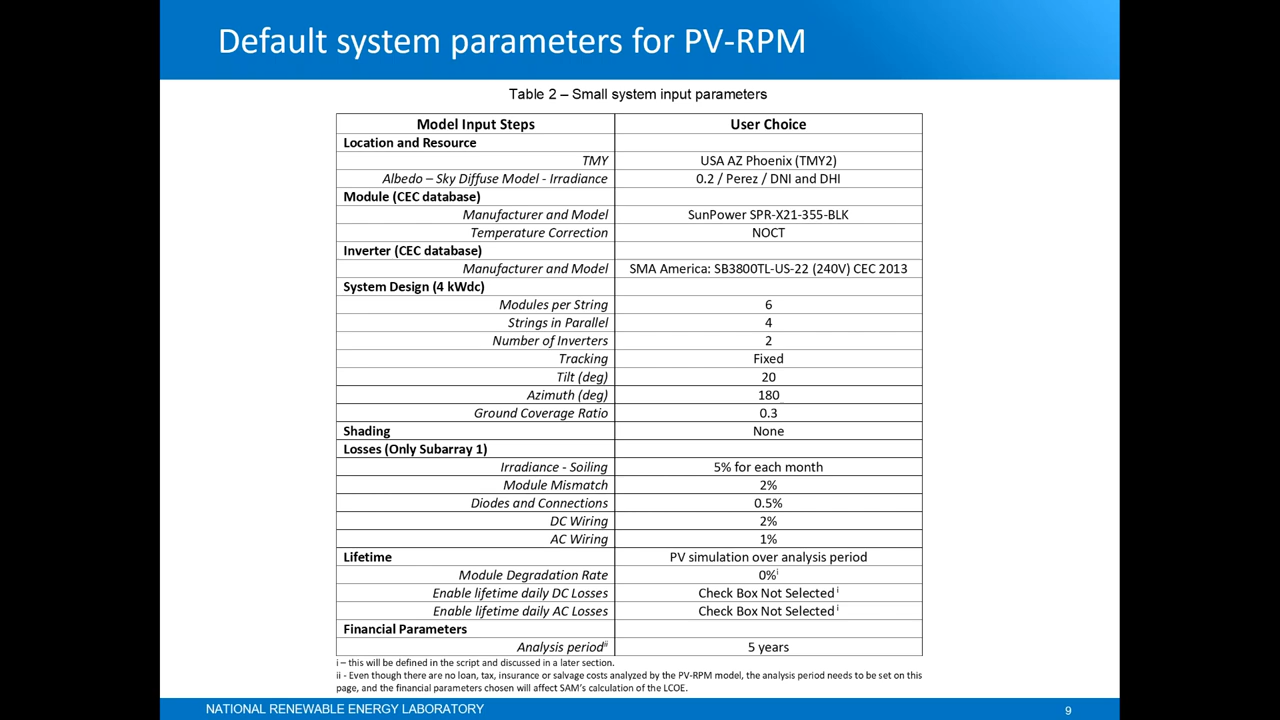 Default system parameters for PV-RPM
Table 2 – Small system input parameters
Model Input Steps User Choice
Location and Resource
TMY USA AZ Phoenix (TMY2)
Albedo – Sky Diffuse Model - Irradiance 0.2 / Perez / DNI and DHI
Module (CEC database)
Manufacturer and Model SunPower SPR-X21-355-BLK
Temperature Correction NOCT
Inverter (CEC database)
Manufacturer and Model SMA America: SB3800TL-US-22 (240V) CEC 2013
System Design (4 kWdc)
Modules per String 6
Strings in Parallel 4
Number of Inverters 2
Tracking Fixed
Tilt (deg) 20
Azimuth (deg) 180
Ground Coverage Ratio 0.3
Shading None
Losses (Only Subarray 1)
Irradiance - Soiling 5% for each month
Module Mismatch 2%
Diodes and Connections 0.5%
DC Wiring 2%
AC Wiring 1%
Lifetime PV simulation over analysis period
Module Degradation Rate 0%i
Enable lifetime daily DC Losses Check Box Not Selected i
Enable lifetime daily AC Losses Check Box Not Selected i
Financial Parameters
Analysis periodii 5 years
i – this will be defined in the script and discussed in a later section.
ii - Even though there are no loan, tax, insurance or salvage costs analyzed by the PV-RPM model, the analysis period needs to be set on this
page, and the financial parameters chosen will affect SAM's calculation of the LCOE.
NATIONAL RENEWABLE ENERGY LABORATORY 9